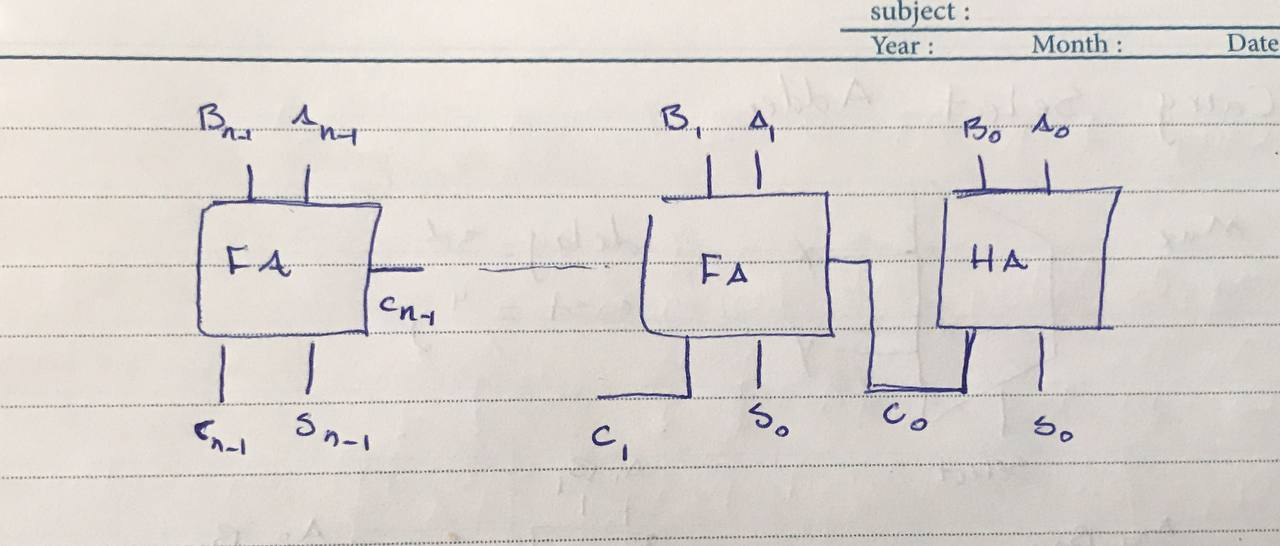 subject :
Year : Month : Date
Bn-1 An-1 B1 A1 B0 A0
FA FA HA
Cn-1
Cn-1 Sn-1 C1 S0 C0 S0